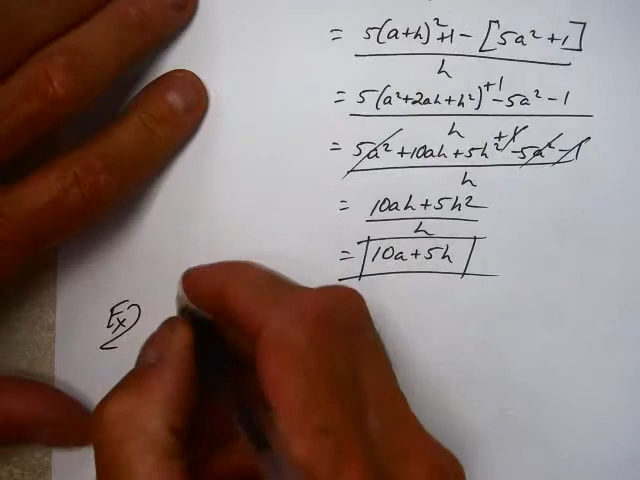 = 5(a+h)²+1 - [5a²+1]
h
= 5(a²+2ah+h²)+1-5a²-1
h
= 5a²+10ah+5h²+1-5a²-1
h
= 10ah+5h²
h
= 10a+5h
Ex)